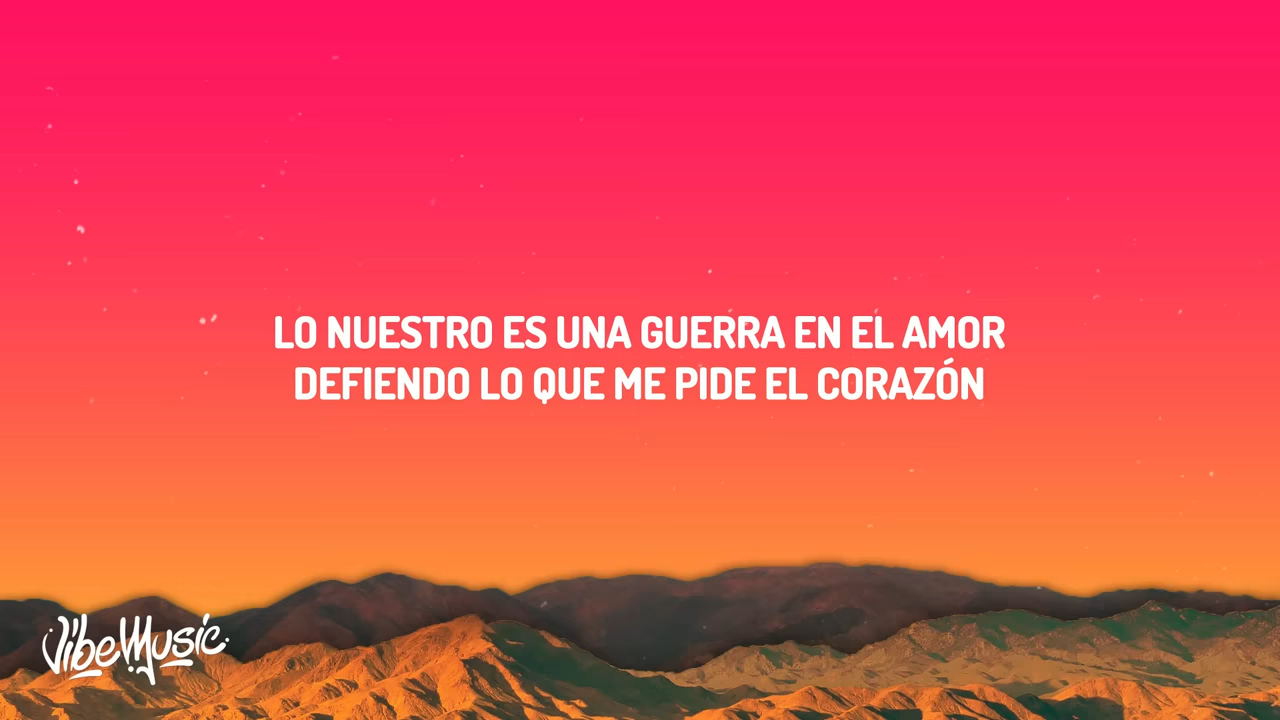 LO NUESTRO ES UNA GUERRA EN EL AMOR
DEFIENDO LO QUE ME PIDE EL CORAZÓN
VibeMusic